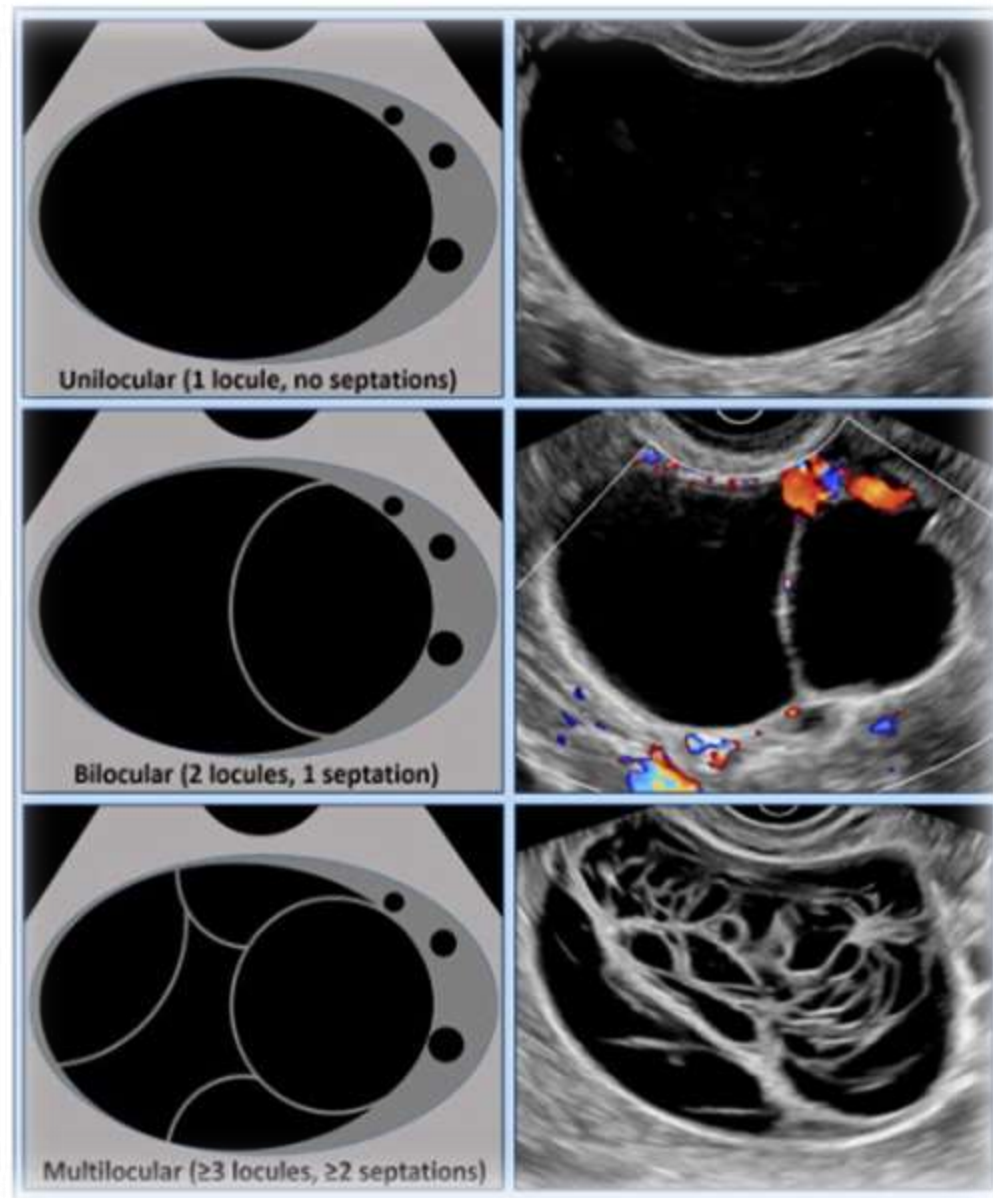 Unilocular (1 locule, no septations)
Bilocular (2 locules, 1 septation)
Multilocular (≥3 locules, ≥2 septations)